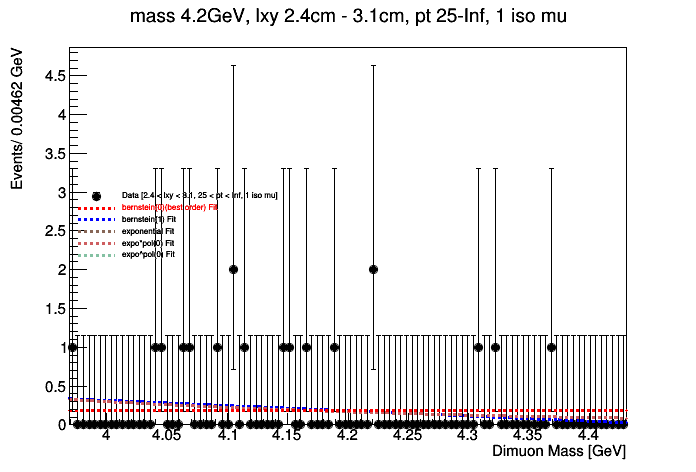 mass 4.2GeV, lxy 2.4cm - 3.1cm, pt 25-Inf, 1 iso mu
Events/ 0.00462 GeV
4.5
4
3.5
3
2.5
2
1.5
1
0.5
0
Data [2.4 < lxy < 3.1, 25 < pt < Inf, 1 iso mu]
bernstein[0](best order) Fit
bernstein(1) Fit
exponential Fit
expo*pol(0) Fit
expo^pol(0) Fit
4 4.05 4.1 4.15 4.2 4.25 4.3 4.35 4.4
Dimuon Mass [GeV]